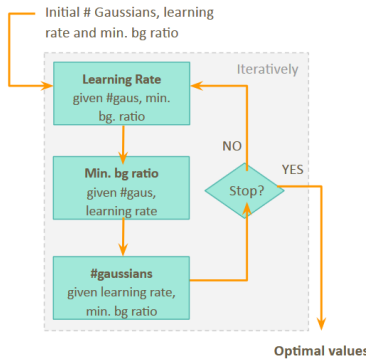 Initial # Gaussians, learning
rate and min. bg ratio
Iteratively
Learning Rate
given #gaus, min.
bg. ratio
NO
YES
Min. bg ratio
given #gaus,
learning rate
Stop?
#gaussians
given learning rate,
min. bg ratio
Optimal values